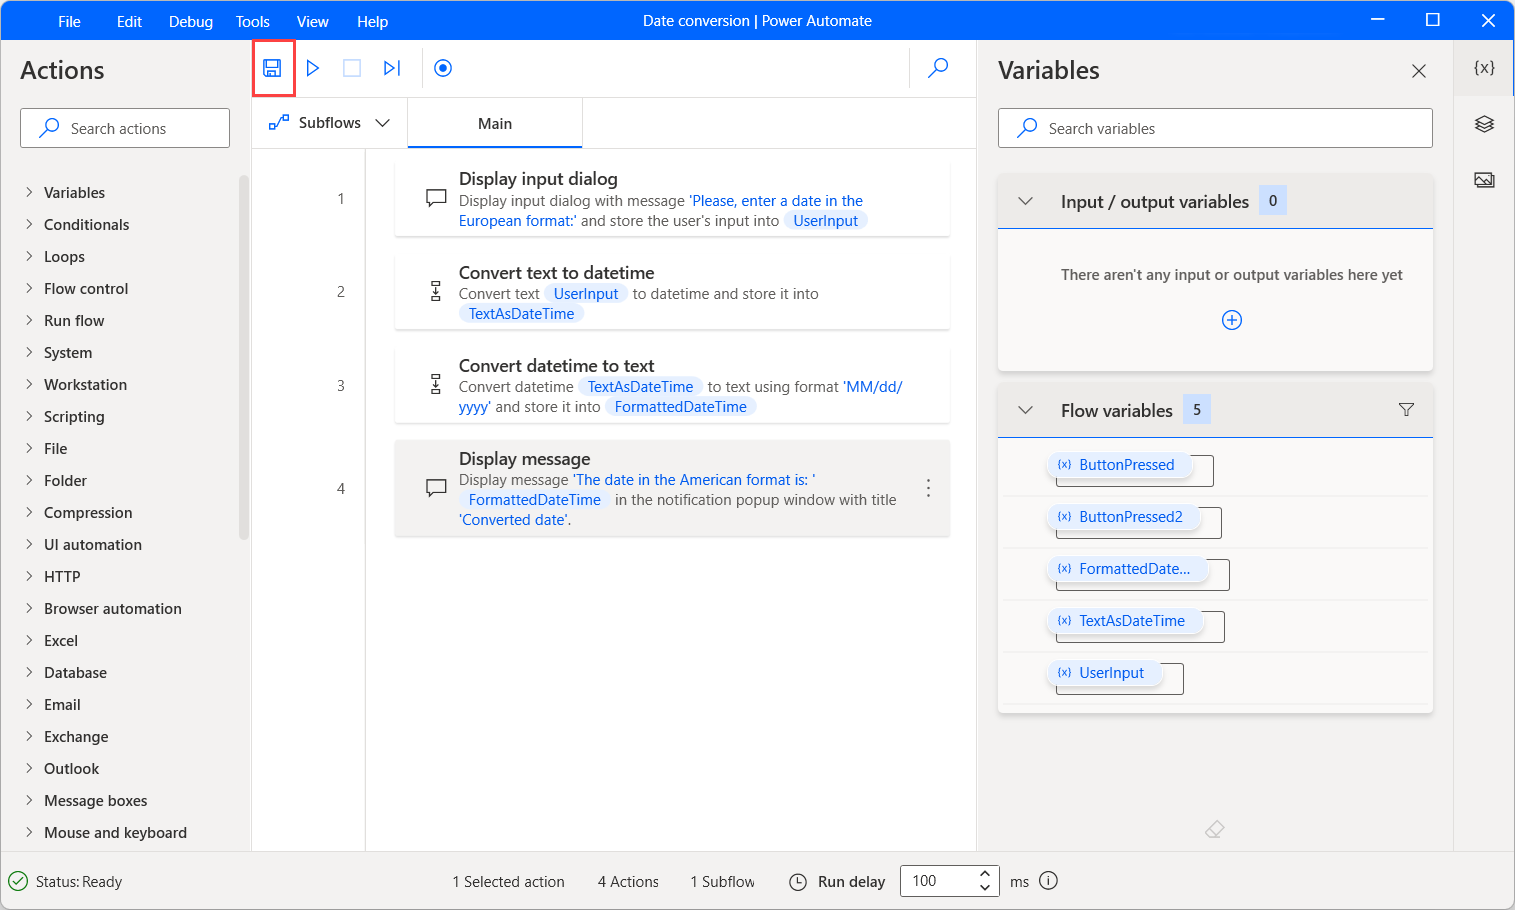 File Edit Debug Tools View Help Date conversion | Power Automate
Actions
Search actions
Variables
Conditionals
Loops
Flow control
Run flow
System
Workstation
Scripting
File
Folder
Compression
UI automation
HTTP
Browser automation
Excel
Database
Email
Exchange
Outlook
Message boxes
Mouse and keyboard
Subflows
Main
1
Display input dialog
Display input dialog with message 'Please, enter a date in the
European format:' and store the user's input into UserInput
2
Convert text to datetime
Convert text UserInput to datetime and store it into
TextAsDateTime
3
Convert datetime to text
Convert datetime TextAsDateTime to text using format 'MM/dd/
yyyy' and store it into FormattedDateTime
4
Display message
Display message 'The date in the American format is: '
FormattedDateTime in the notification popup window with title
'Converted date'.
Variables
{x}
Search variables
Input / output variables 0
There aren't any input or output variables here yet
Flow variables 5
{x} ButtonPressed
{x} ButtonPressed2
{x} FormattedDate...
{x} TextAsDateTime
{x} UserInput
Status: Ready
1 Selected action
4 Actions
1 Subflow
Run delay
100
ms